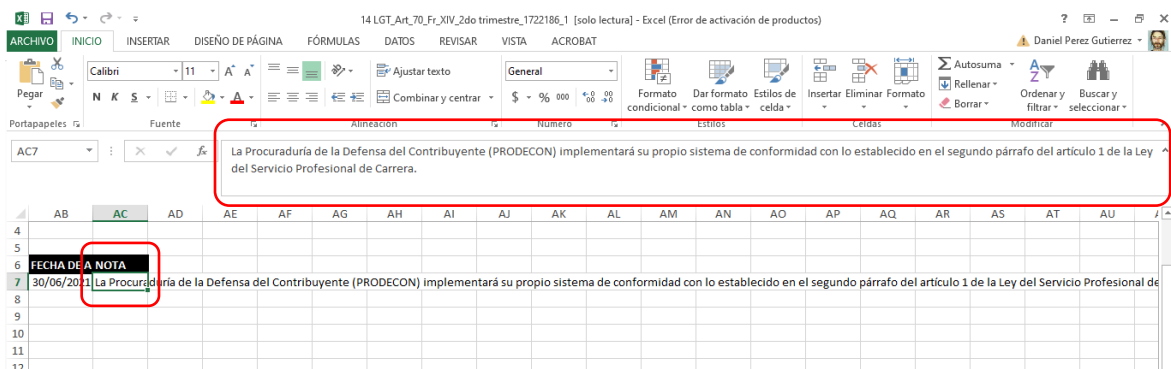 14 LGT_Art_70_Fr_XIV_2do trimestre_1722186_1 [solo lectura] - Excel (Error de activación de productos)
ARCHIVO INICIO INSERTAR DISEÑO DE PÁGINA FÓRMULAS DATOS REVISAR VISTA ACROBAT Daniel Perez Gutierrez
Pegar
Calibri 11
N K S
Ajustar texto
Combinar y centrar
General
$ % 000
Formato condicional
Dar formato como tabla
Estilos de celda
Insertar Eliminar Formato
Autosuma
Rellenar
Borrar
Ordenar y filtrar
Buscar y seleccionar
Portapapeles Fuente Alineación Número Estilos Celdas Modificar
AC7 fx La Procuraduría de la Defensa del Contribuyente (PRODECON) implementará su propio sistema de conformidad con lo establecido en el segundo párrafo del artículo 1 de la Ley
del Servicio Profesional de Carrera.
AB AC AD AE AF AG AH AI AJ AK AL AM AN AO AP AQ AR AS AT AU
4
5
6 FECHA DE A NOTA
7 30/06/2021 La Procuraduría de la Defensa del Contribuyente (PRODECON) implementará su propio sistema de conformidad con lo establecido en el segundo párrafo del artículo 1 de la Ley del Servicio Profesional de
8
9
10
11
12